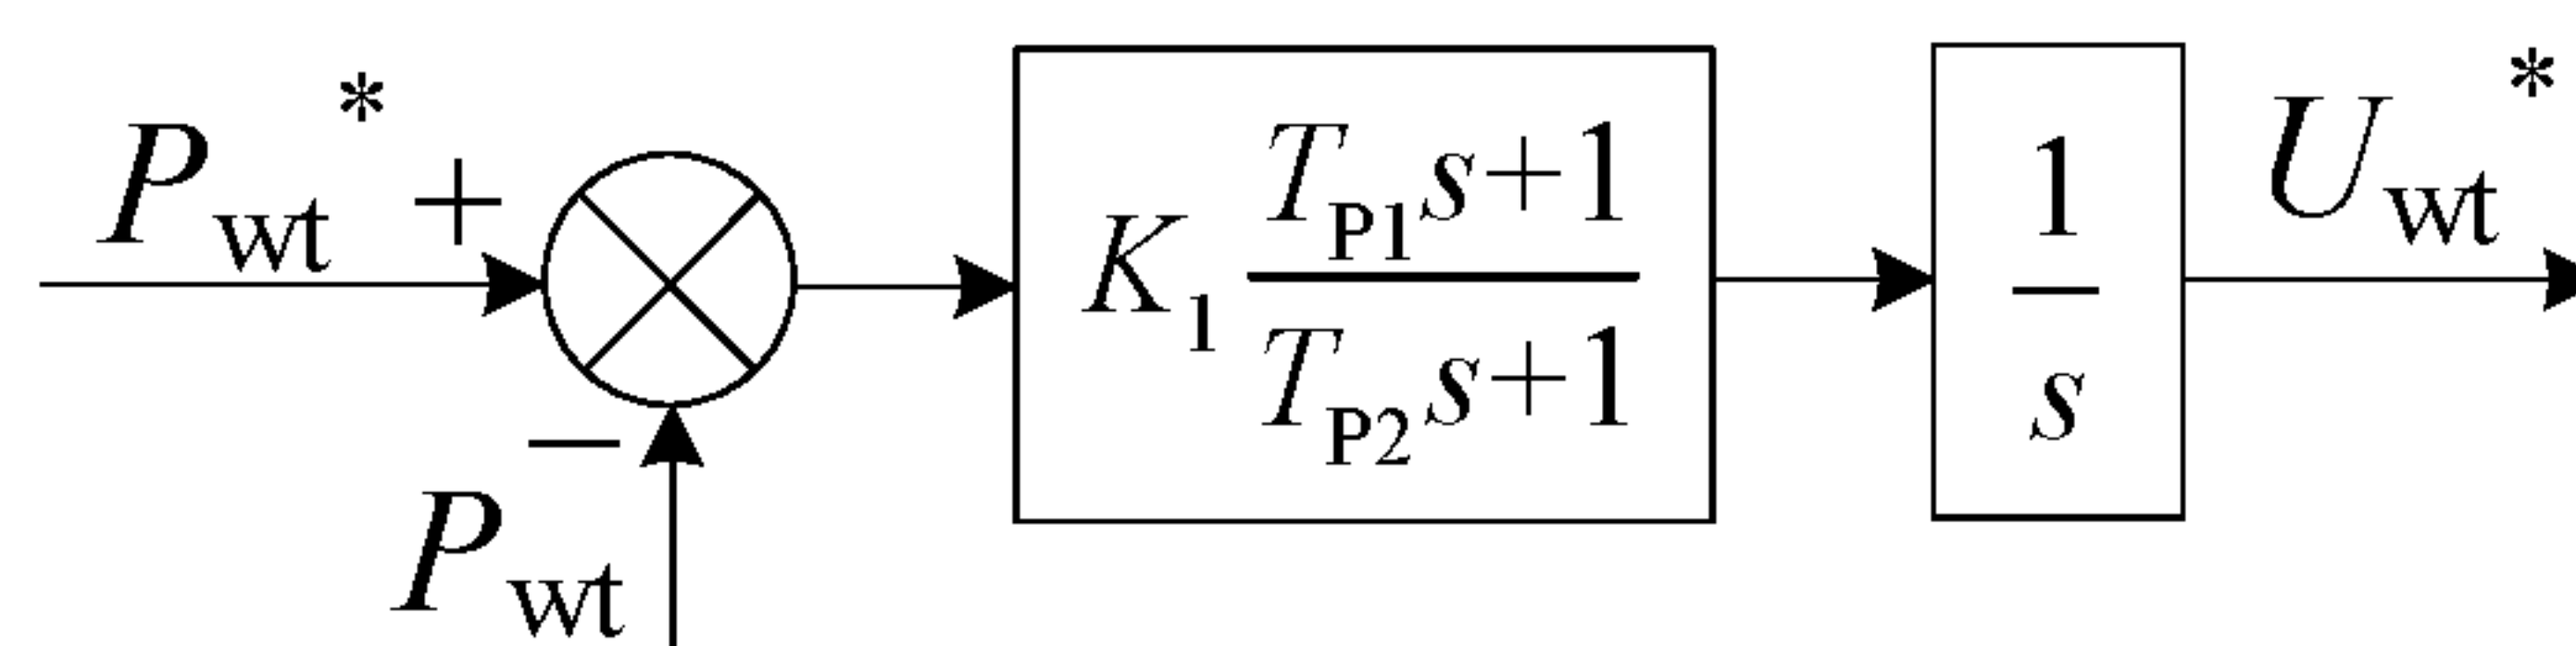 P_wt* +
−
P_wt
K_1 (T_P1 s+1)/(T_P2 s+1)
1/s
U_wt*